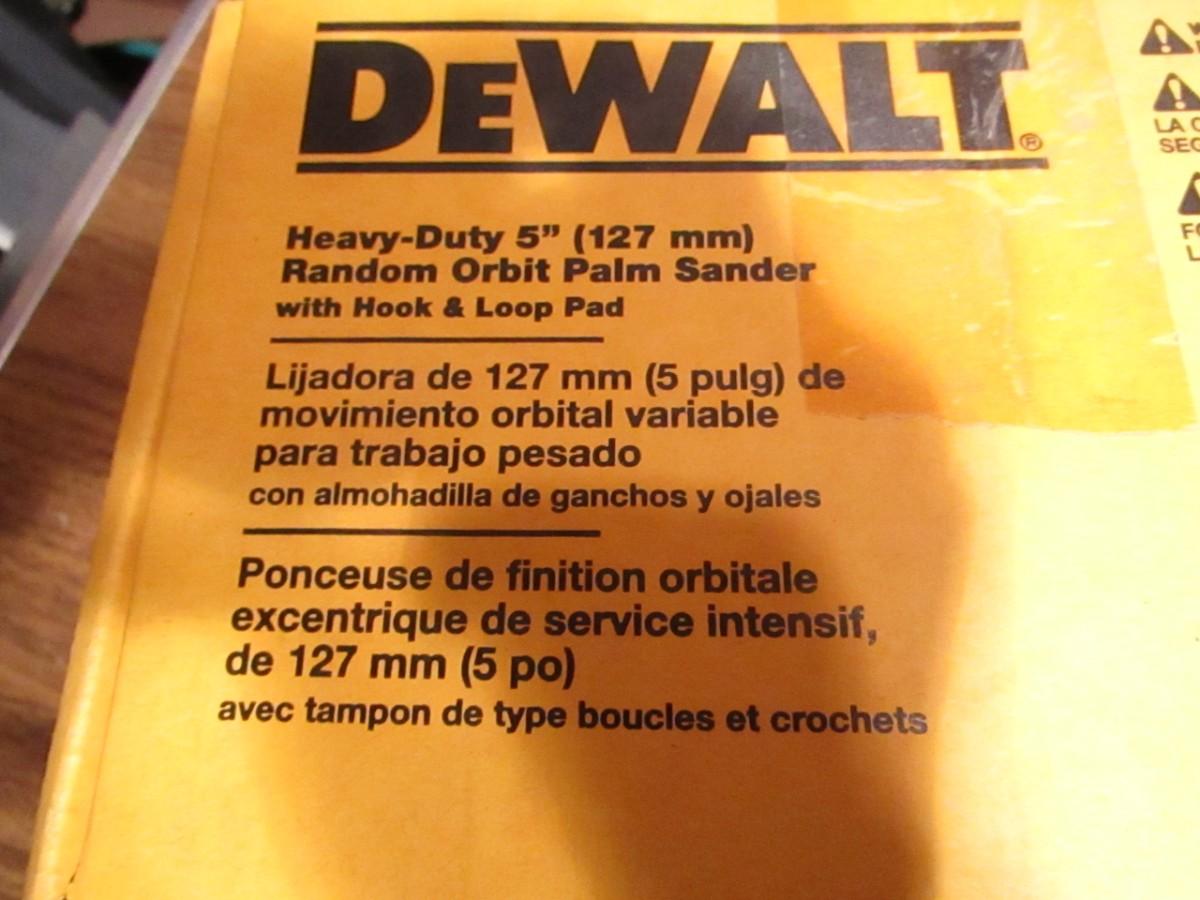 DEWALT®
Heavy-Duty 5” (127 mm)
Random Orbit Palm Sander
with Hook & Loop Pad
Lijadora de 127 mm (5 pulg) de
movimiento orbital variable
para trabajo pesado
con almohadilla de ganchos y ojales
Ponceuse de finition orbitale
excentrique de service intensif,
de 127 mm (5 po)
avec tampon de type boucles et crochets
LA